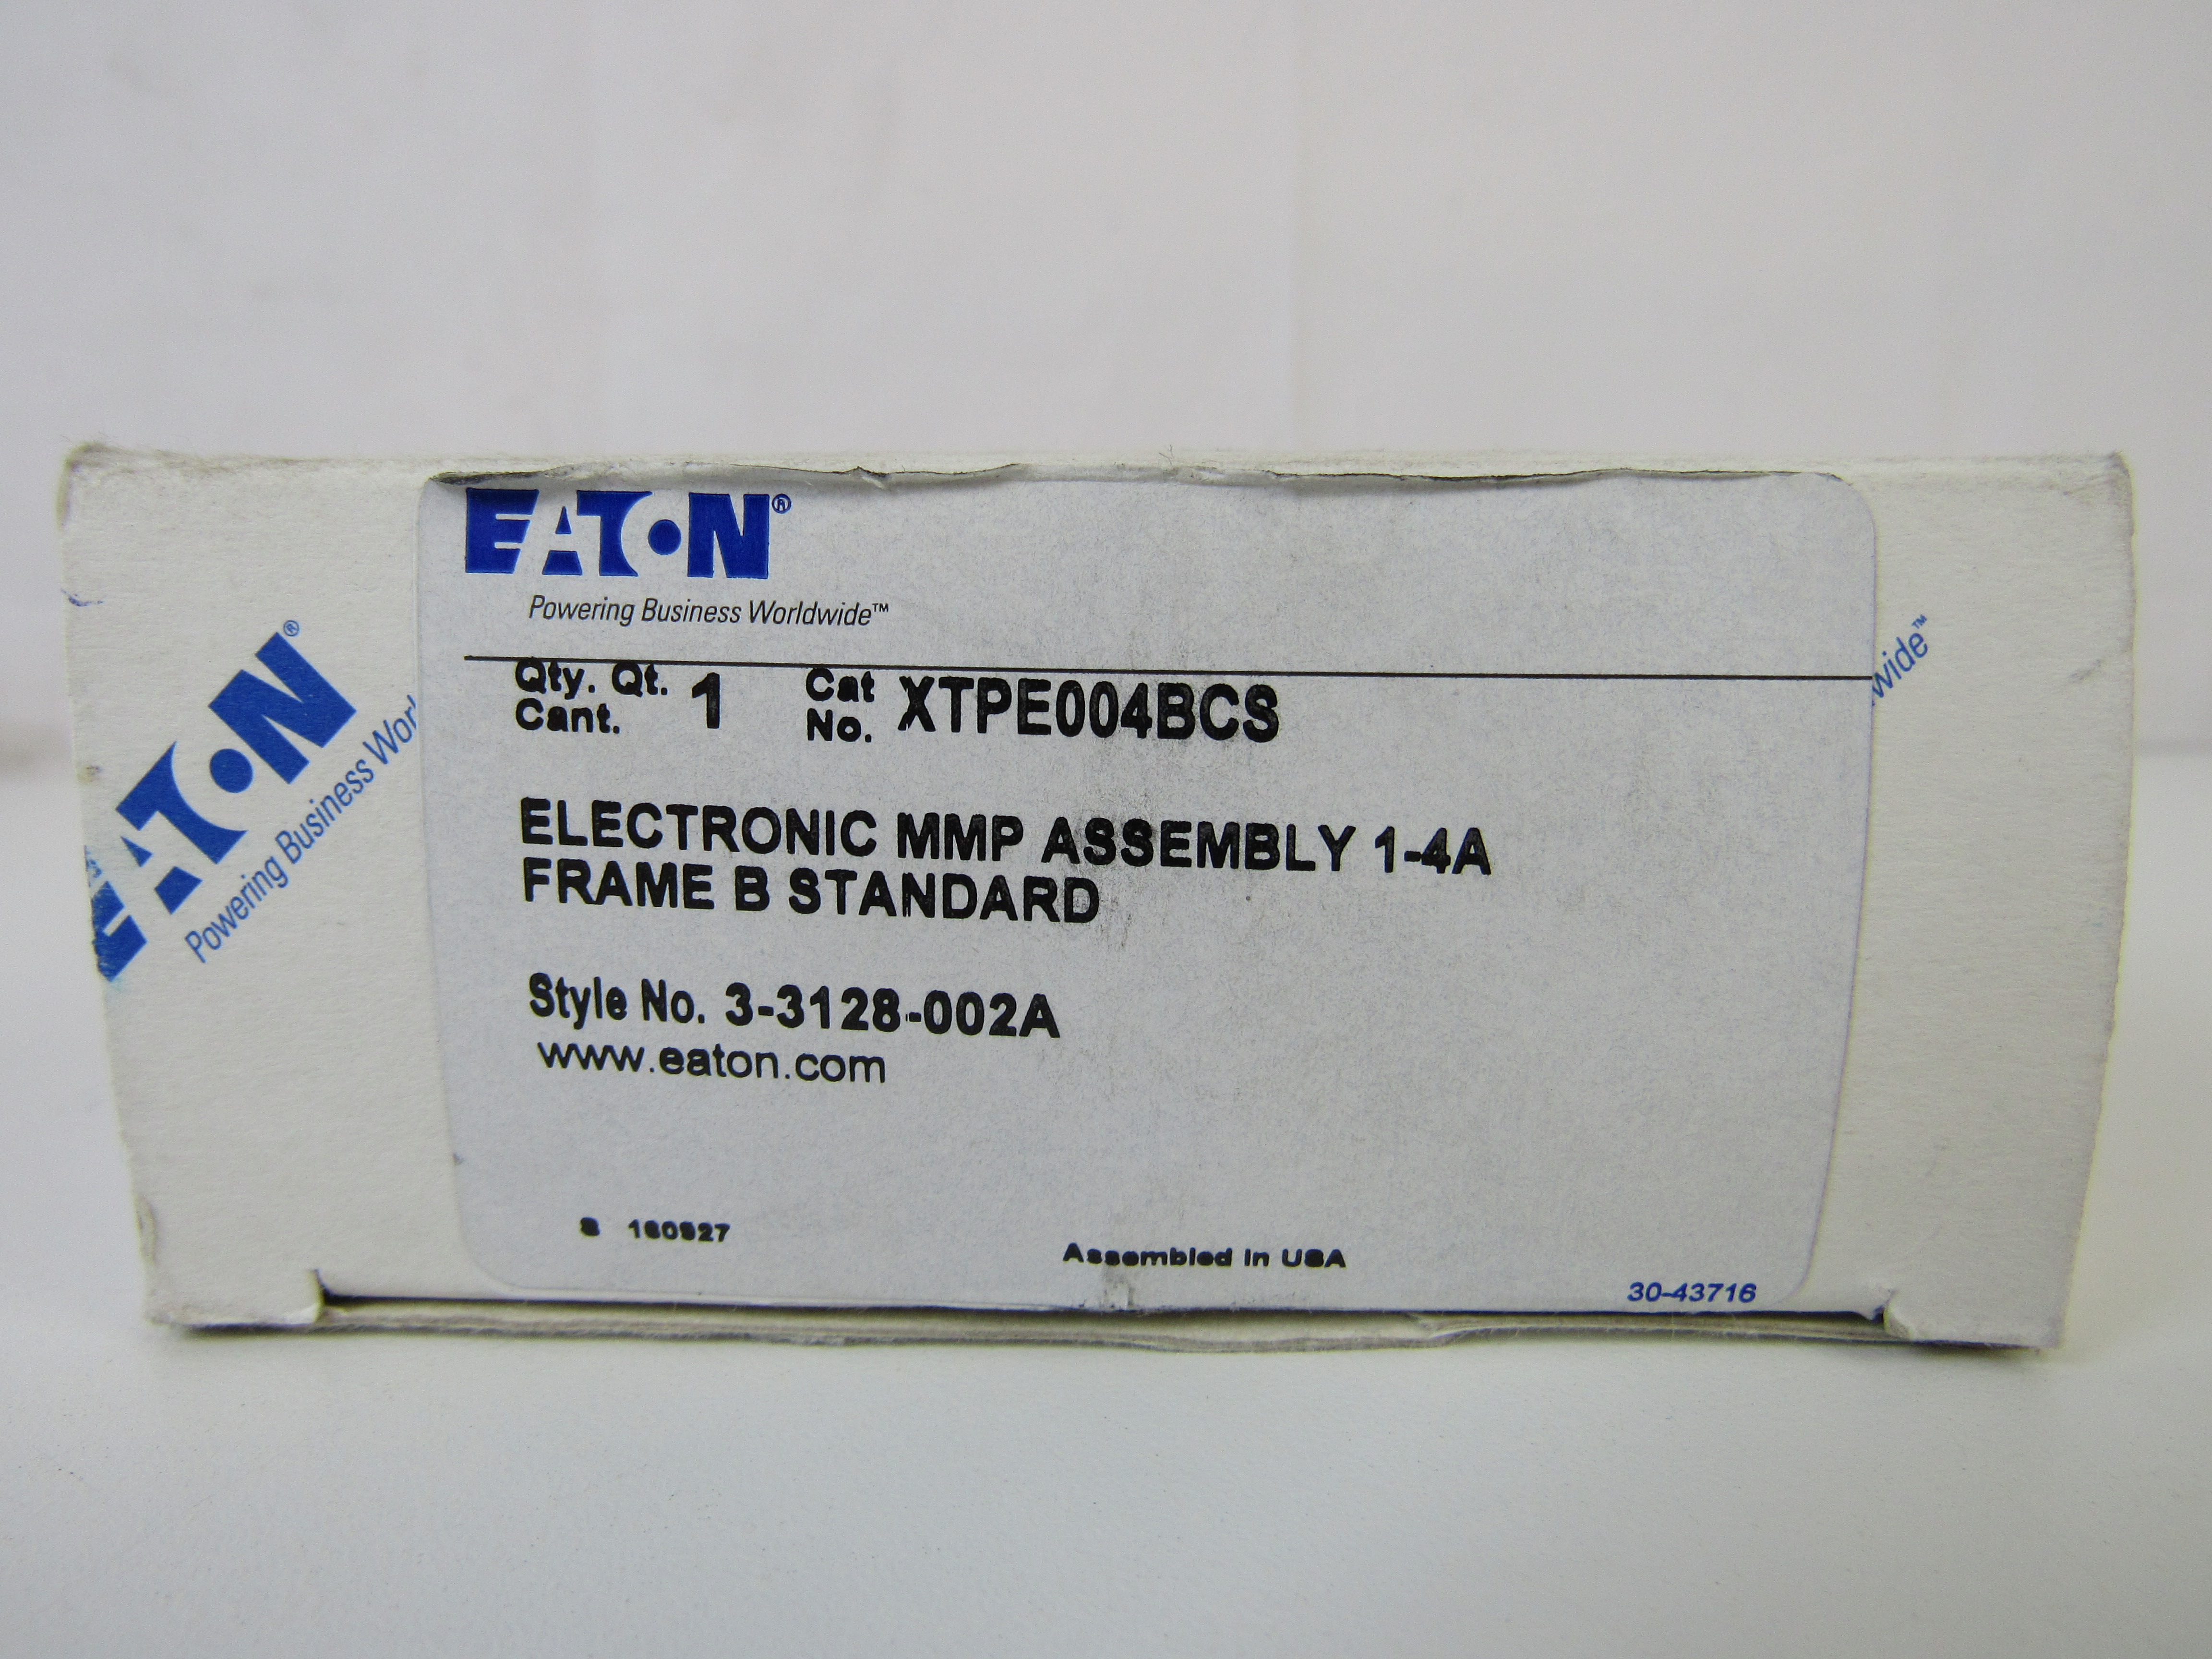 EATON®
Powering Business Worldwide™
Qty. Qt. 1 Cat XTPE004BCS
Cant. No.
ELECTRONIC MMP ASSEMBLY 1-4A
FRAME B STANDARD
Style No. 3-3128-002A
www.eaton.com
Assembled in USA
30-43716
EATON®
Powering Business Worl
wide™